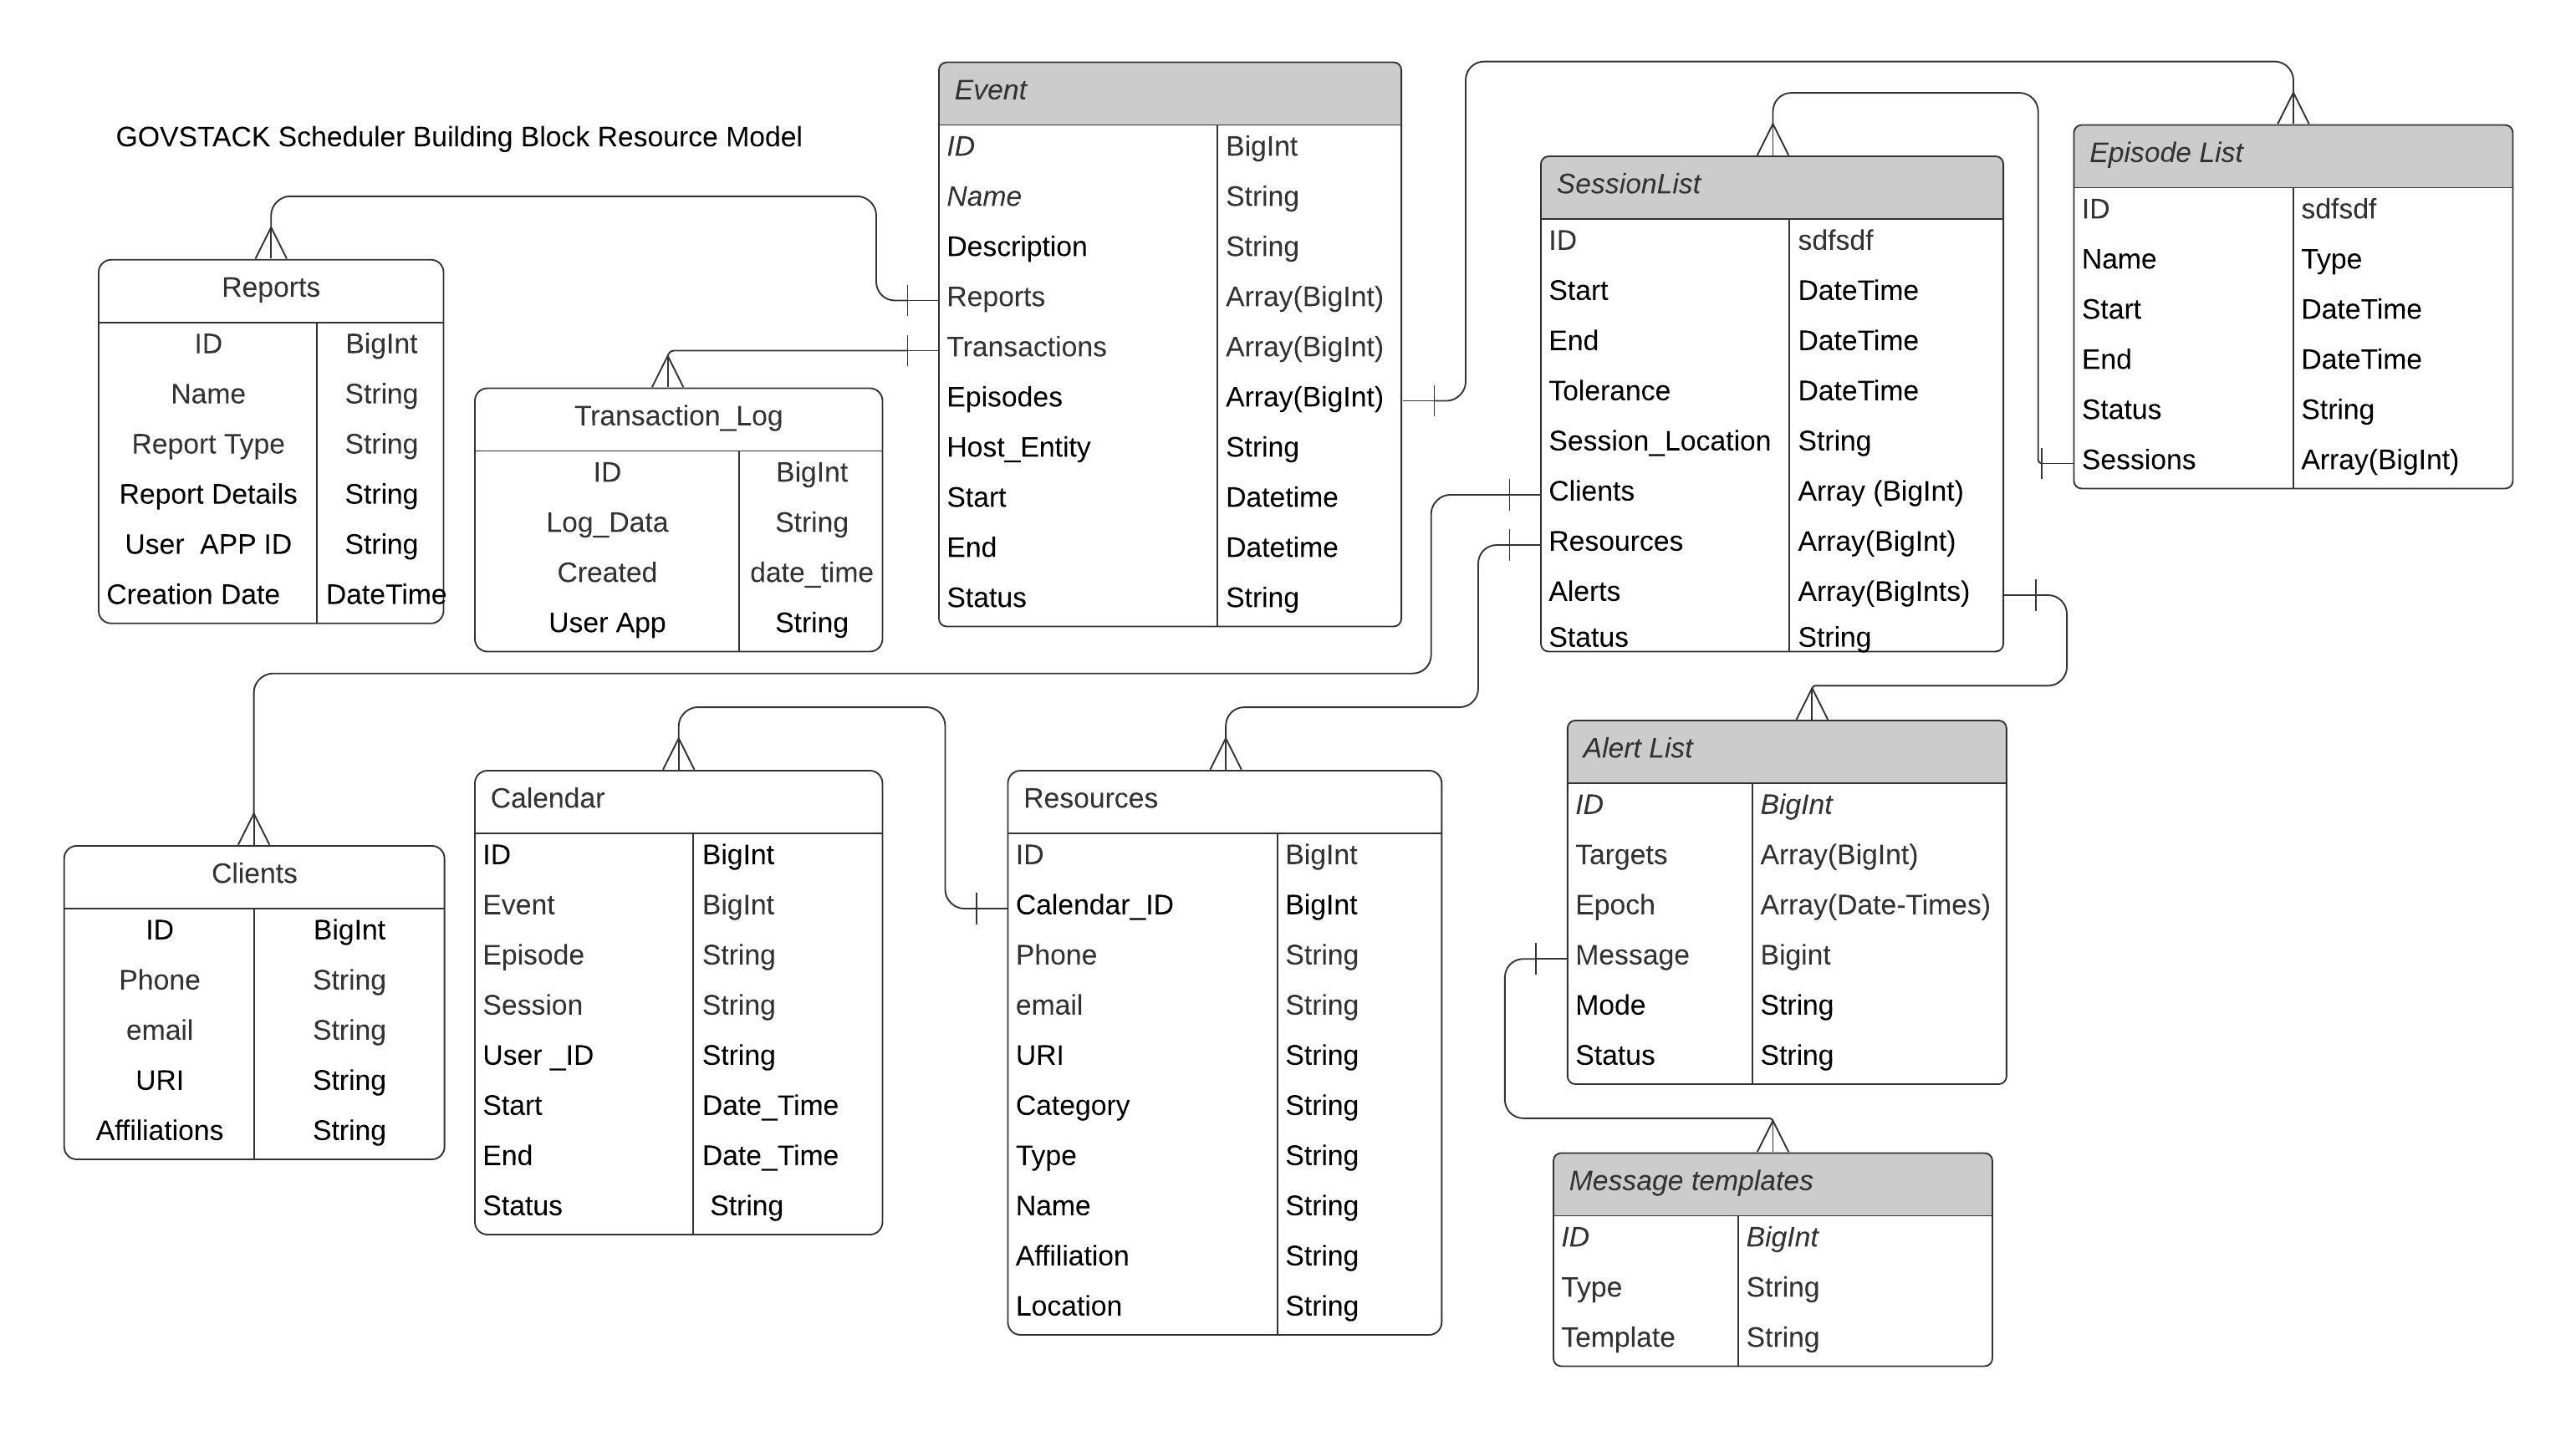 GOVSTACK Scheduler Building Block Resource Model
Reports
ID BigInt
Name String
Report Type String
Report Details String
User  APP ID String
Creation Date DateTime
Transaction_Log
ID BigInt
Log_Data String
Created date_time
User App String
Event
ID BigInt
Name String
Description String
Reports Array(BigInt)
Transactions Array(BigInt)
Episodes Array(BigInt)
Host_Entity String
Start Datetime
End Datetime
Status String
SessionList
ID sdfsdf
Start DateTime
End DateTime
Tolerance DateTime
Session_Location String
Clients Array (BigInt)
Resources Array(BigInt)
Alerts Array(BigInts)
Status String
Episode List
ID sdfsdf
Name Type
Start DateTime
End DateTime
Status String
Sessions Array(BigInt)
Clients
ID BigInt
Phone String
email String
URI String
Affiliations String
Calendar
ID BigInt
Event BigInt
Episode String
Session String
User _ID String
Start Date_Time
End Date_Time
Status String
Resources
ID BigInt
Calendar_ID BigInt
Phone String
email String
URI String
Category String
Type String
Name String
Affiliation String
Location String
Alert List
ID BigInt
Targets Array(BigInt)
Epoch Array(Date-Times)
Message Bigint
Mode String
Status String
Message templates
ID BigInt
Type String
Template String